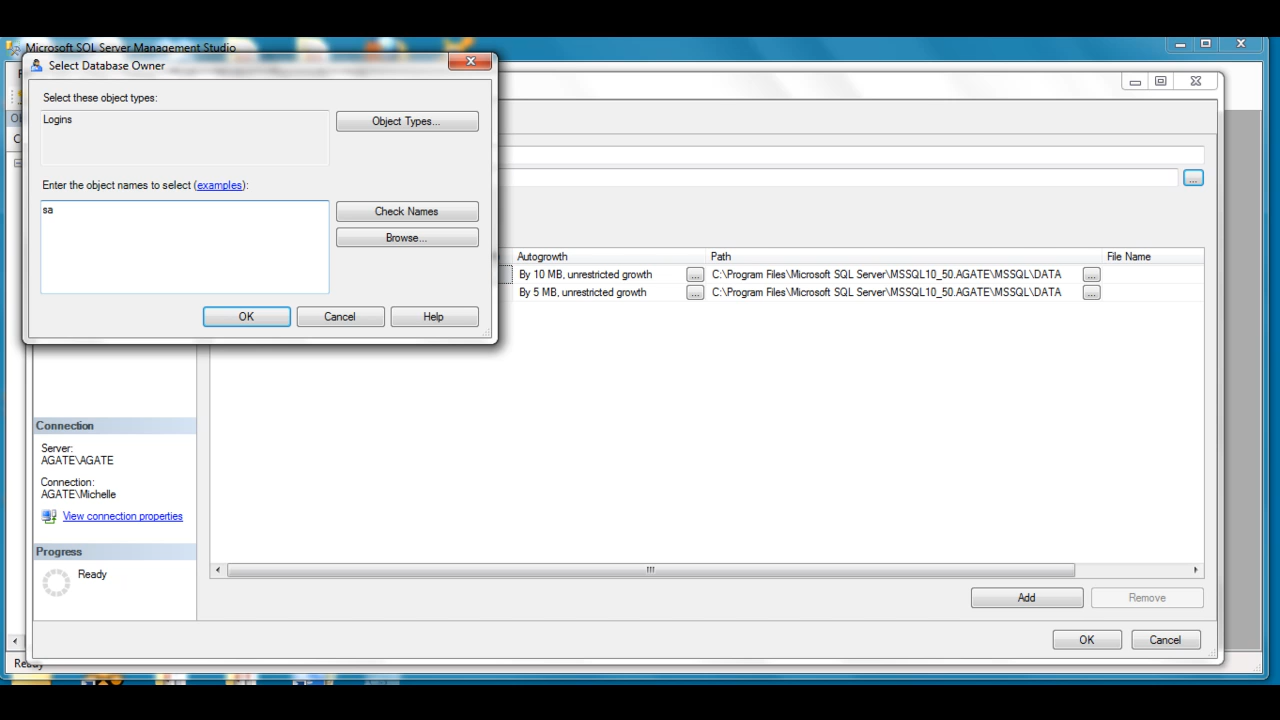 Microsoft SQL Server Management Studio
Select Database Owner
Select these object types:
Logins
Object Types...
Enter the object names to select (examples):
sa
Check Names
Browse...
OK
Cancel
Help
...
Autogrowth
Path
File Name
By 10 MB, unrestricted growth
...
C:\Program Files\Microsoft SQL Server\MSSQL10_50.AGATE\MSSQL\DATA
...
By 5 MB, unrestricted growth
...
C:\Program Files\Microsoft SQL Server\MSSQL10_50.AGATE\MSSQL\DATA
...
Connection
Server:
AGATE\AGATE
Connection:
AGATE\Michelle
View connection properties
Progress
Ready
Add
Remove
OK
Cancel
Ready